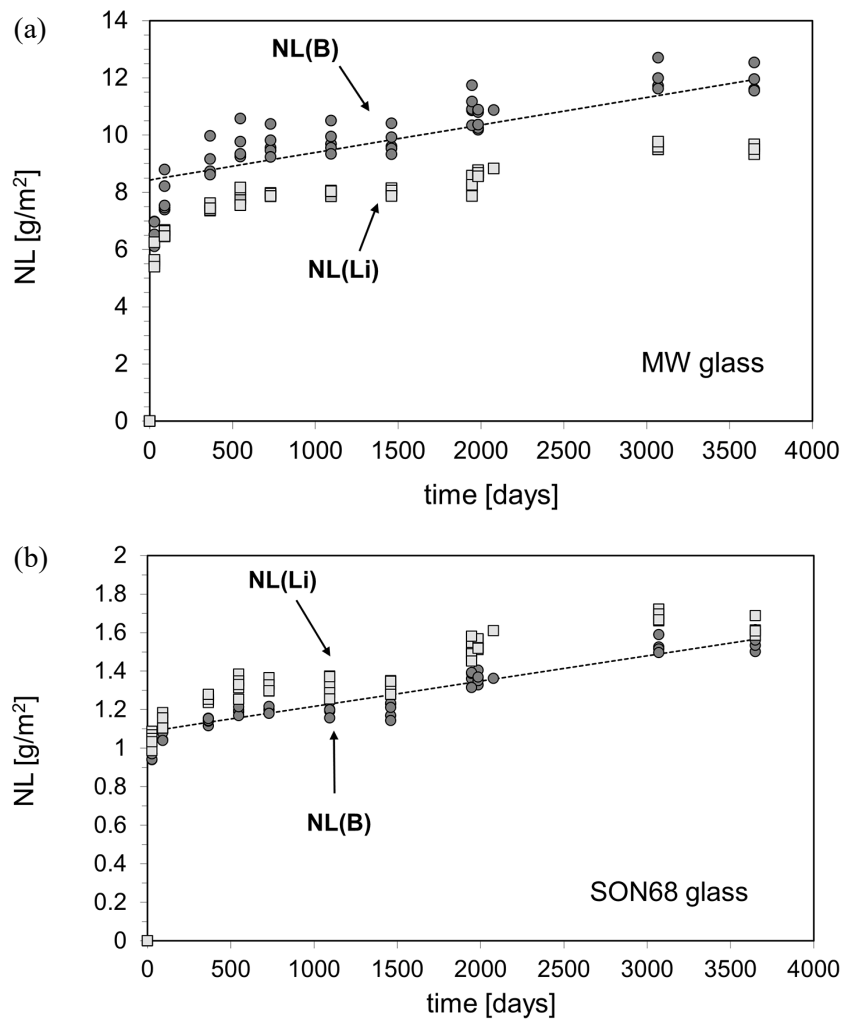 (a)
14
12
10
8
6
4
2
0
NL [g/m²]
NL(B)
NL(Li)
MW glass
0 500 1000 1500 2000 2500 3000 3500 4000
time [days]
(b)
2
1.8
1.6
1.4
1.2
1
0.8
0.6
0.4
0.2
0
NL [g/m²]
NL(Li)
NL(B)
SON68 glass
0 500 1000 1500 2000 2500 3000 3500 4000
time [days]